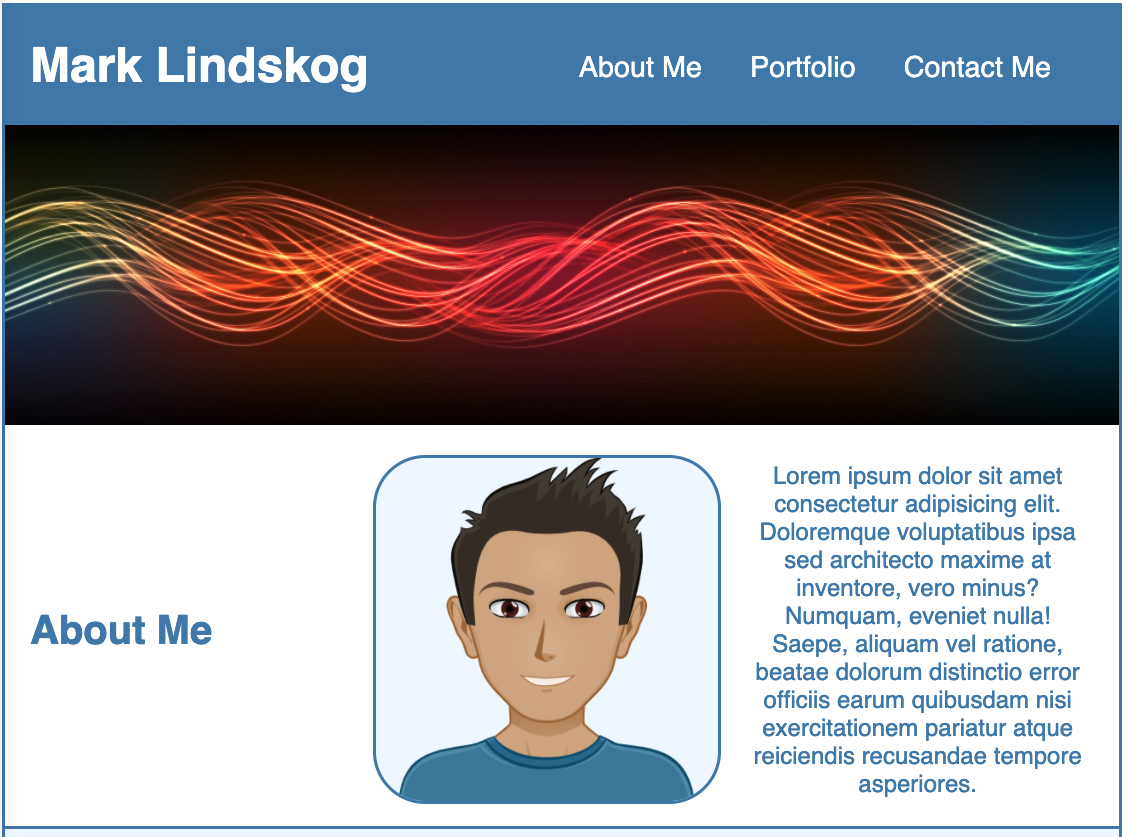 Mark Lindskog
About Me Portfolio Contact Me
About Me
Lorem ipsum dolor sit amet
consectetur adipisicing elit.
Doloremque voluptatibus ipsa
sed architecto maxime at
inventore, vero minus?
Numquam, eveniet nulla!
Saepe, aliquam vel ratione,
beatae dolorum distinctio error
officiis earum quibusdam nisi
exercitationem pariatur atque
reiciendis recusandae tempore
asperiores.